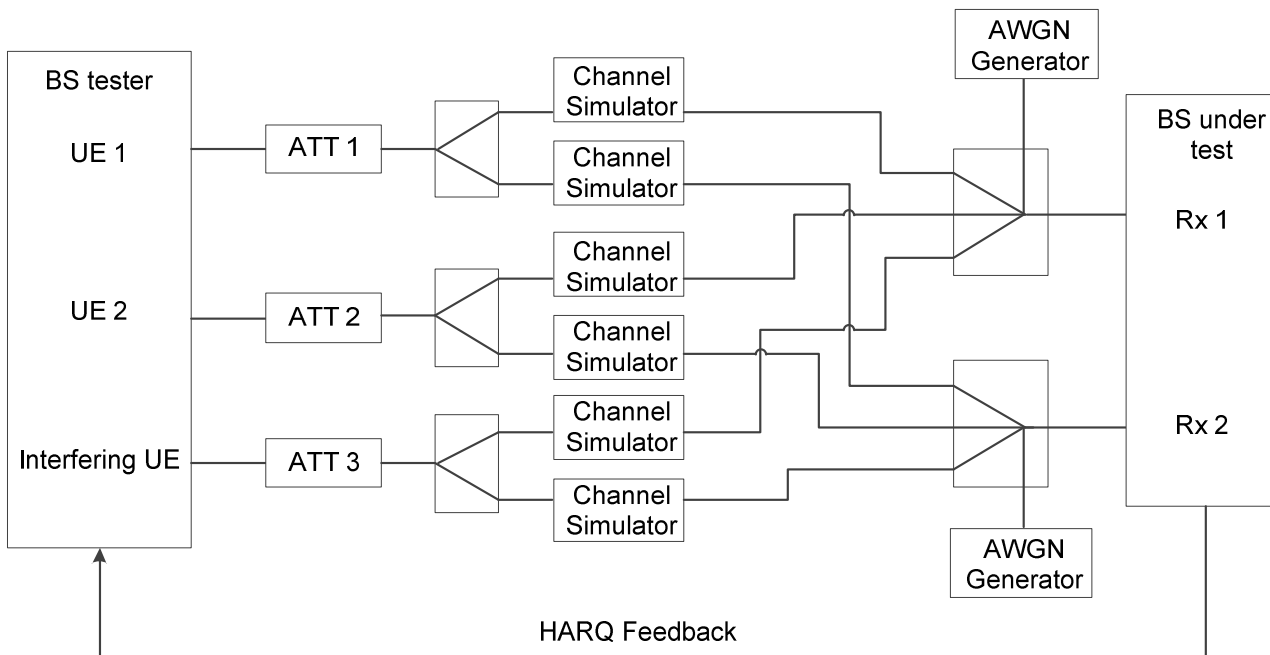 BS tester
UE 1
UE 2
Interfering UE
ATT 1
ATT 2
ATT 3
Channel
Simulator
Channel
Simulator
Channel
Simulator
Channel
Simulator
Channel
Simulator
Channel
Simulator
AWGN
Generator
AWGN
Generator
BS under
test
Rx 1
Rx 2
HARQ Feedback